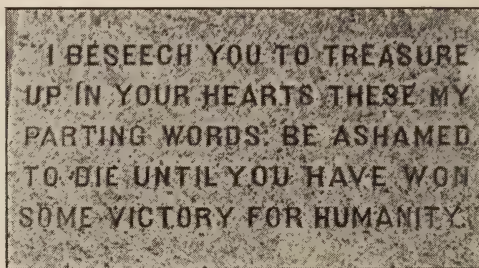 I BESEECH YOU TO TREASURE
UP IN YOUR HEARTS THESE MY
PARTING WORDS: BE ASHAMED
TO DIE UNTIL YOU HAVE WON
SOME VICTORY FOR HUMANITY.